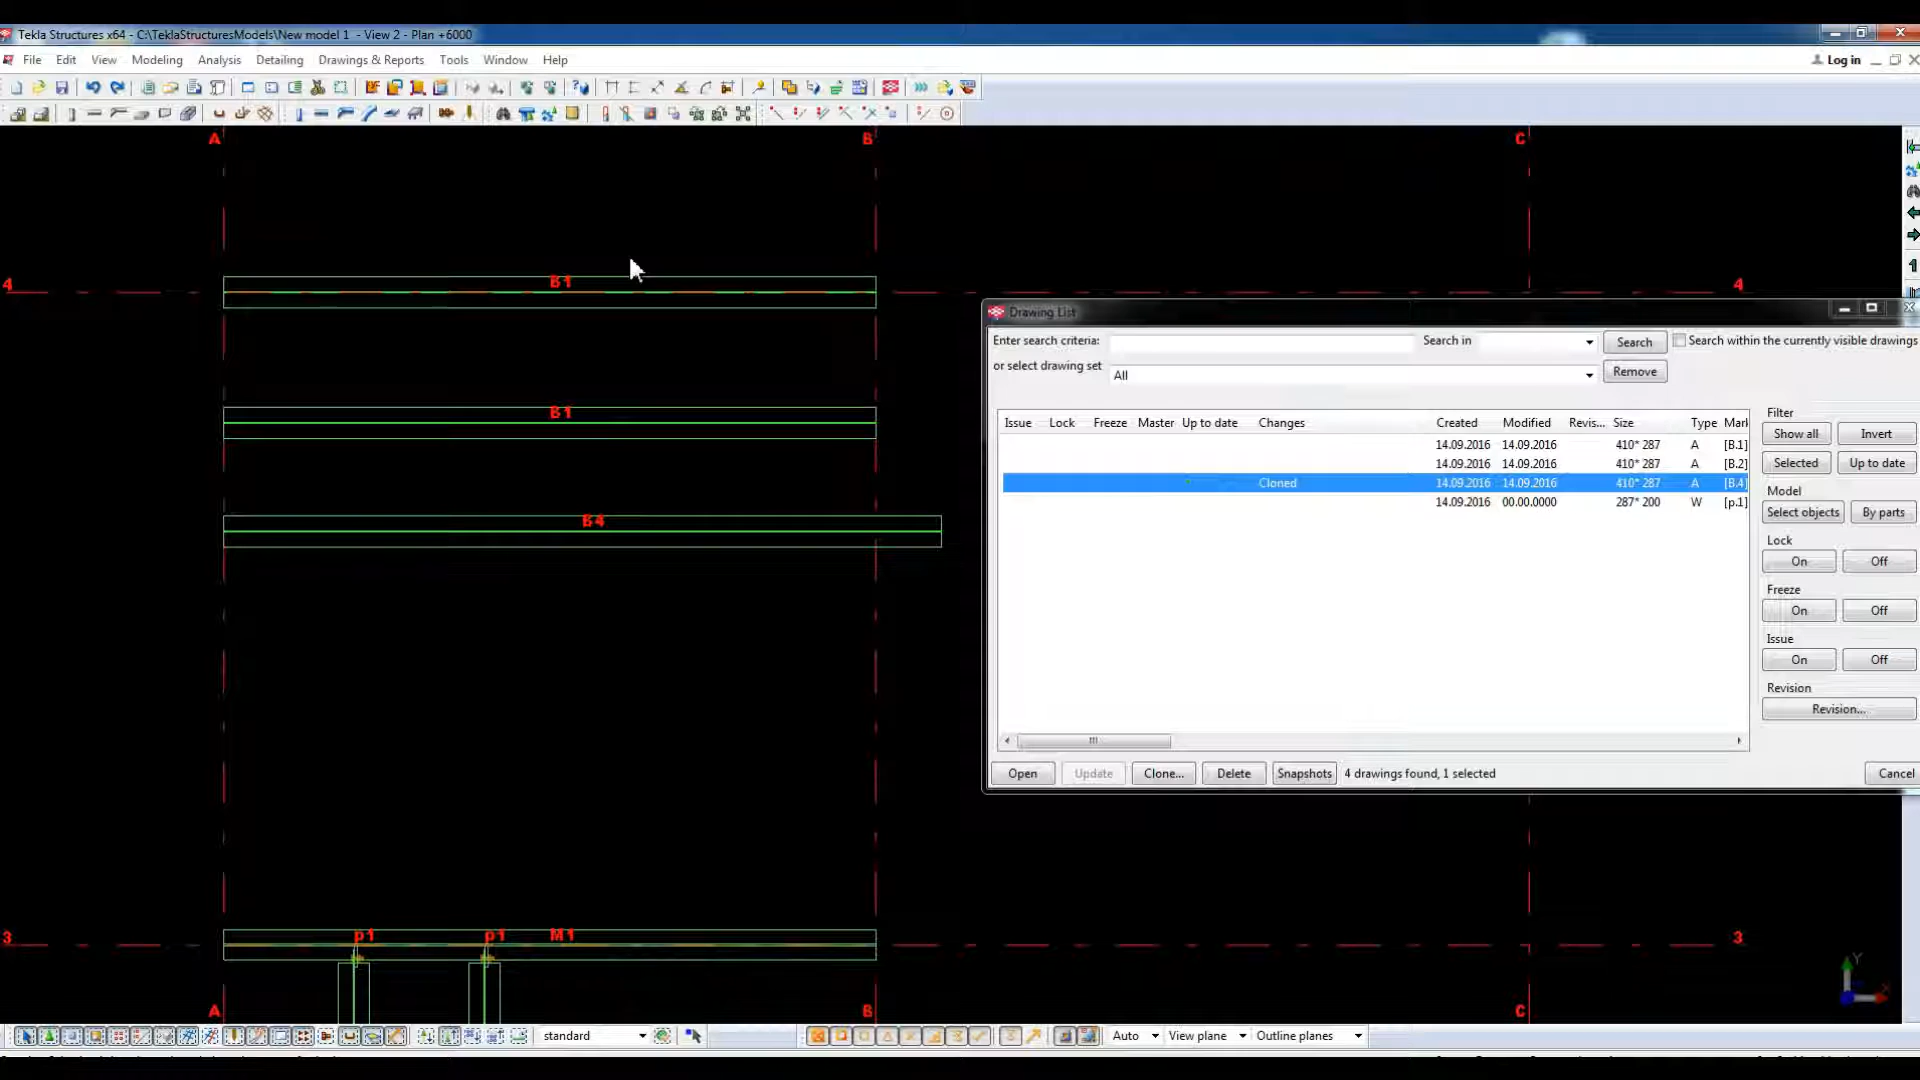 Tekla Structures x64 - C:\TeklaStructuresModels\New model 1 - View 2 - Plan +6000
File Edit View Modeling Analysis Detailing Drawings & Reports Tools Window Help
Log in
A B C
4 B1
4
B1
B4
3 p1 p1 M1 3
A B C
Y
Drawing List
Enter search criteria: Search in Search Search within the currently visible drawings
or select drawing set All Remove
Issue Lock Freeze Master Up to date Changes Created Modified Revis... Size Type Mark
14.09.2016 14.09.2016 410* 287 A [B.1]
14.09.2016 14.09.2016 410* 287 A [B.2]
Cloned 14.09.2016 14.09.2016 410* 287 A [B.4]
14.09.2016 00.00.0000 287* 200 W [p.1]
Filter
Show all Invert
Selected Up to date
Model
Select objects By parts
Lock
On Off
Freeze
On Off
Issue
On Off
Revision
Revision...
Open Update Clone... Delete Snapshots 4 drawings found, 1 selected Cancel
standard Auto View plane Outline planes